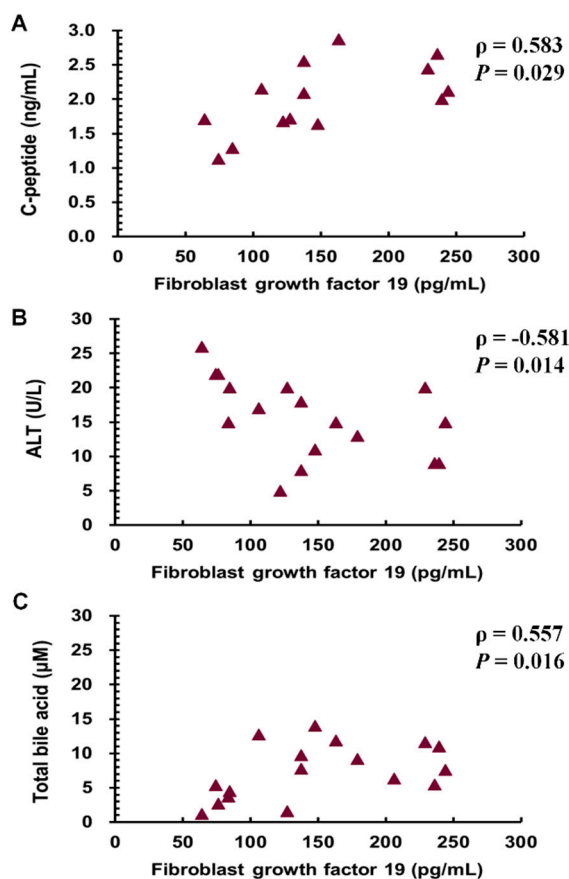 A
C-peptide (ng/mL)
3.0
2.5
2.0
1.5
1.0
0.5
0.0
ρ = 0.583
P = 0.029
0 50 100 150 200 250 300
Fibroblast growth factor 19 (pg/mL)
B
ALT (U/L)
30
25
20
15
10
5
0
ρ = -0.581
P = 0.014
0 50 100 150 200 250 300
Fibroblast growth factor 19 (pg/mL)
C
Total bile acid (μM)
30
25
20
15
10
5
0
ρ = 0.557
P = 0.016
0 50 100 150 200 250 300
Fibroblast growth factor 19 (pg/mL)